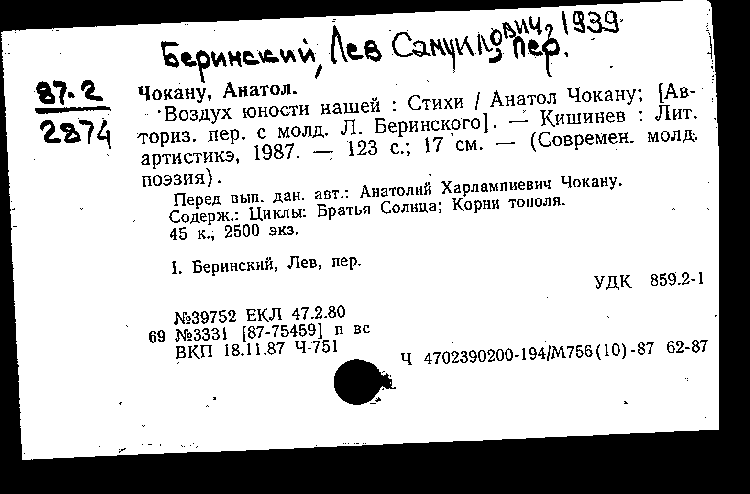 Беринский, Лев Самуилович, 1939
пер.
87-2
2874
Чокану, Анатол.
Воздух юности нашей : Стихи / Анатол Чокану; [Ав-
ториз. пер. с молд. Л. Беринского]. — Кишинев : Лит.
артистикэ, 1987. — 123 с.; 17 см. — (Современ. молд.
поэзия).
Перед вып. дан. авт.: Анатолий Харлампиевич Чокану.
Содерж.: Циклы: Братья Солнца; Корни тополя.
45 к., 2500 экз.
I. Беринский, Лев, пер.
УДК 859.2-1
№39752 ЕКЛ 47.2.80
69 №3331 [87-75459] п вс
ВКП 18.11.87 Ч-751
Ч 4702390200-194/М756(10)-87 62-87